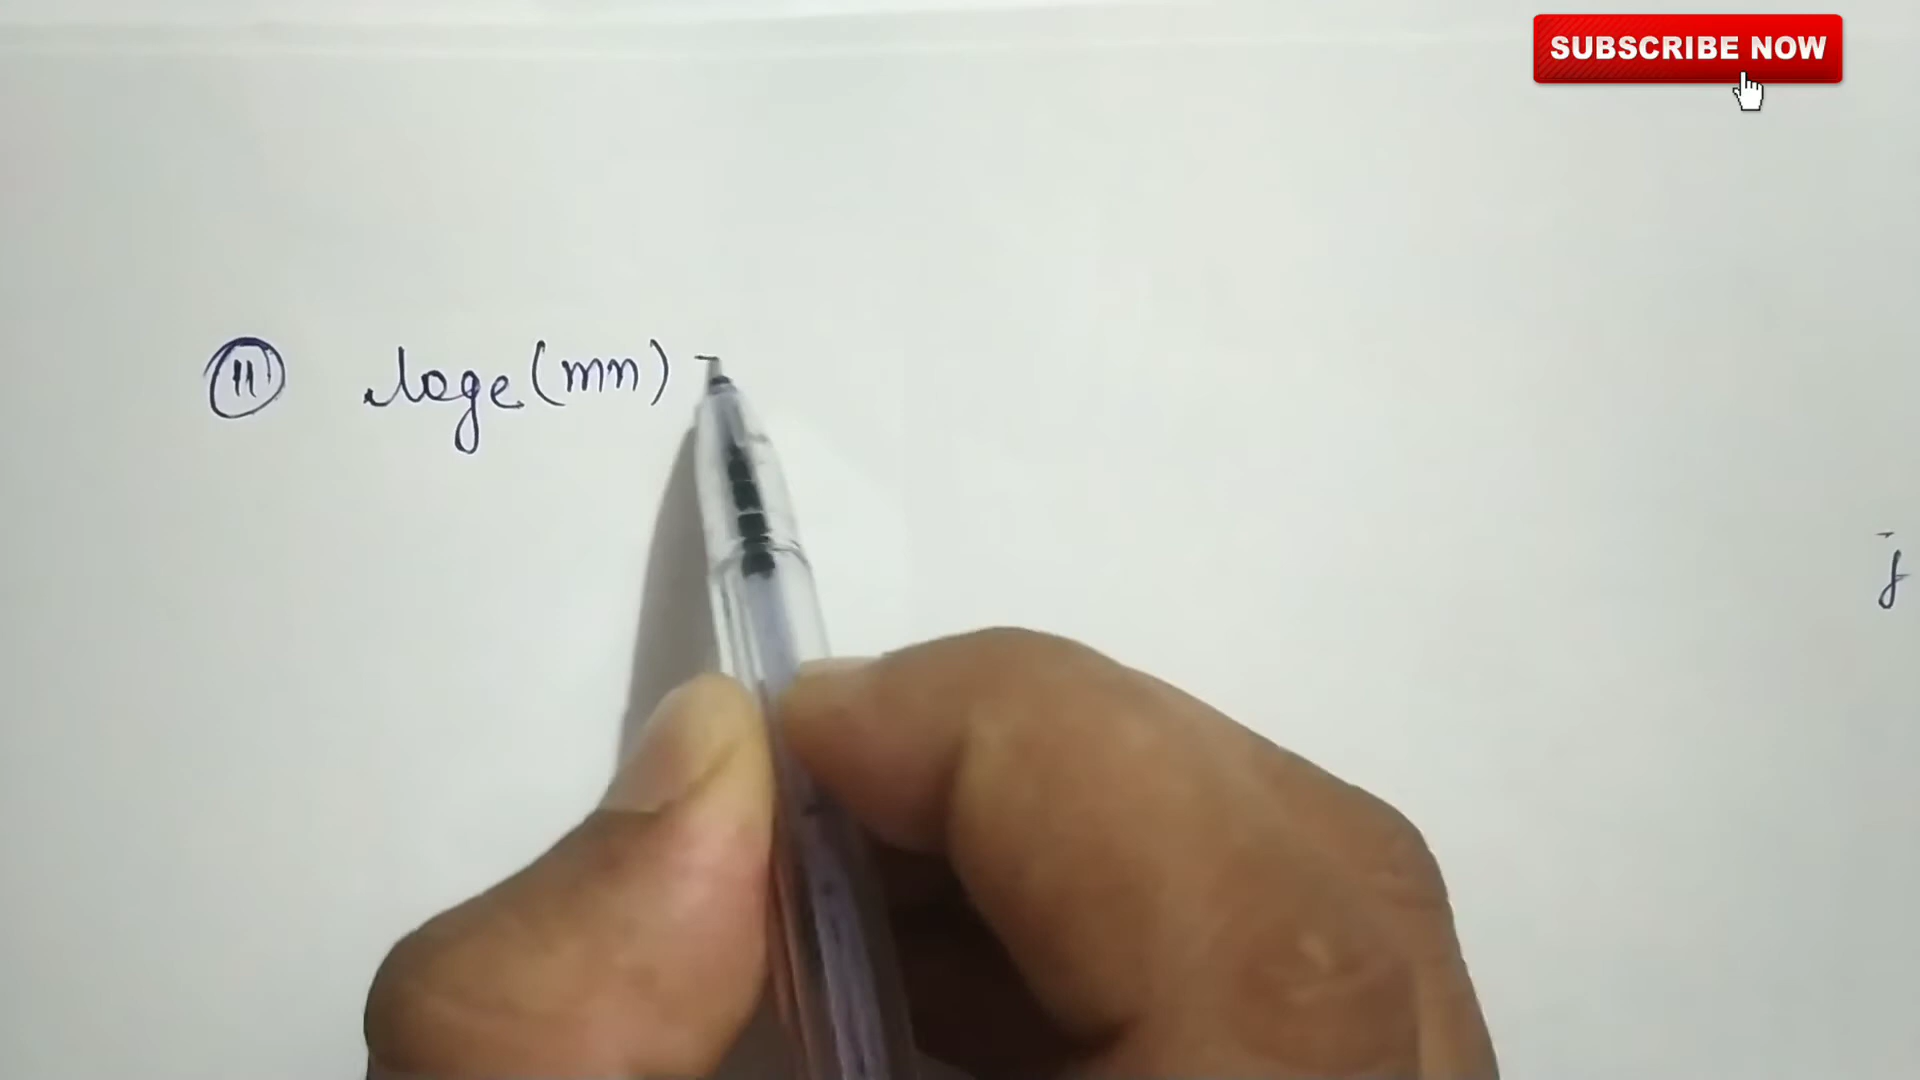 SUBSCRIBE NOW
11 loge(mn) =